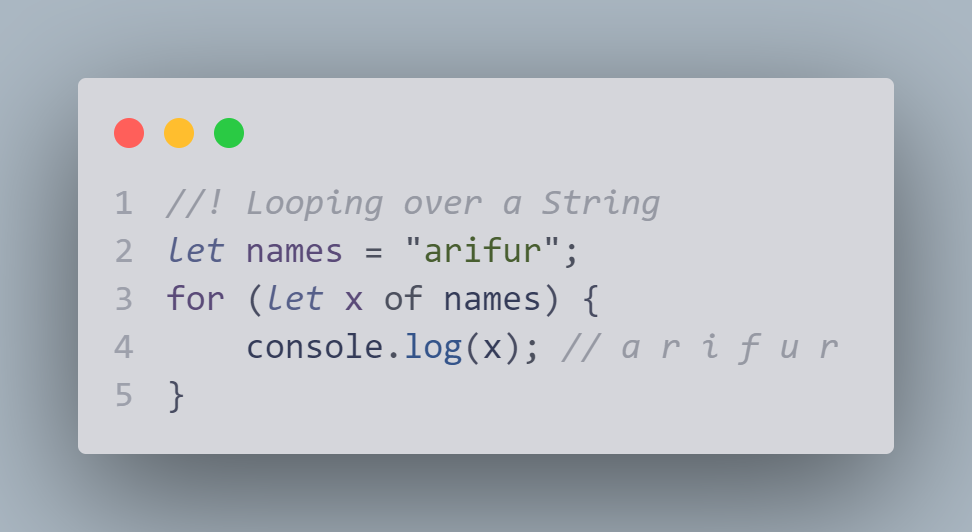 1 //! Looping over a String
2 let names = "arifur";
3 for (let x of names) {
4     console.log(x); // a r i f u r
5 }